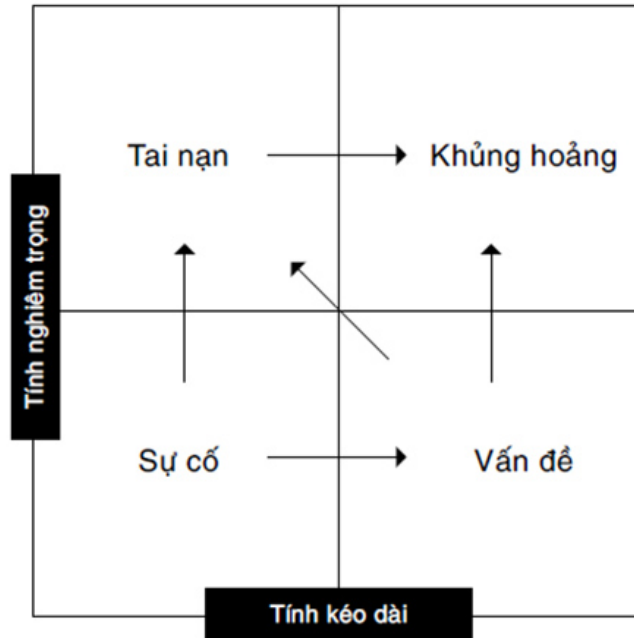 Tai nạn
Khủng hoảng
Tính nghiêm trọng
Sự cố
Vấn đề
Tính kéo dài